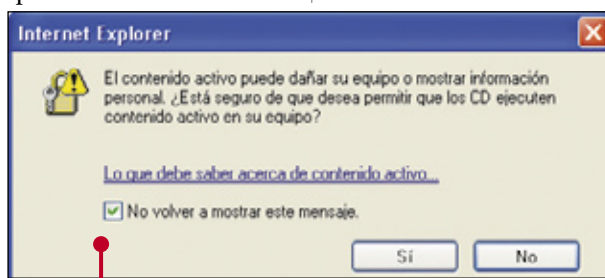 Internet Explorer
El contenido activo puede dañar su equipo o mostrar información
personal. ¿Está seguro de que desea permitir que los CD ejecuten
contenido activo en su equipo?
Lo que debe saber acerca de contenido activo...
No volver a mostrar este mensaje.
Sí No